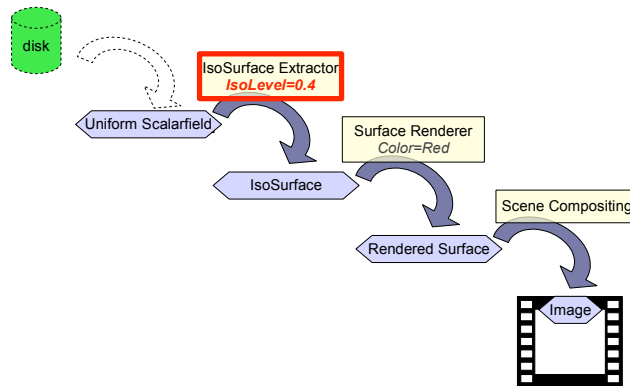 disk
IsoSurface Extractor
IsoLevel=0.4
Uniform Scalarfield
Surface Renderer
Color=Red
IsoSurface
Scene Compositing
Rendered Surface
Image